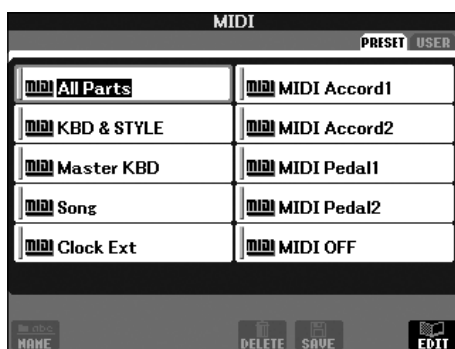 MIDI
PRESET USER
MIDI All Parts
MIDI KBD & STYLE
MIDI Master KBD
MIDI Song
MIDI Clock Ext
MIDI MIDI Accord1
MIDI MIDI Accord2
MIDI MIDI Pedal1
MIDI MIDI Pedal2
MIDI MIDI OFF
abc
NAME DELETE SAVE EDIT